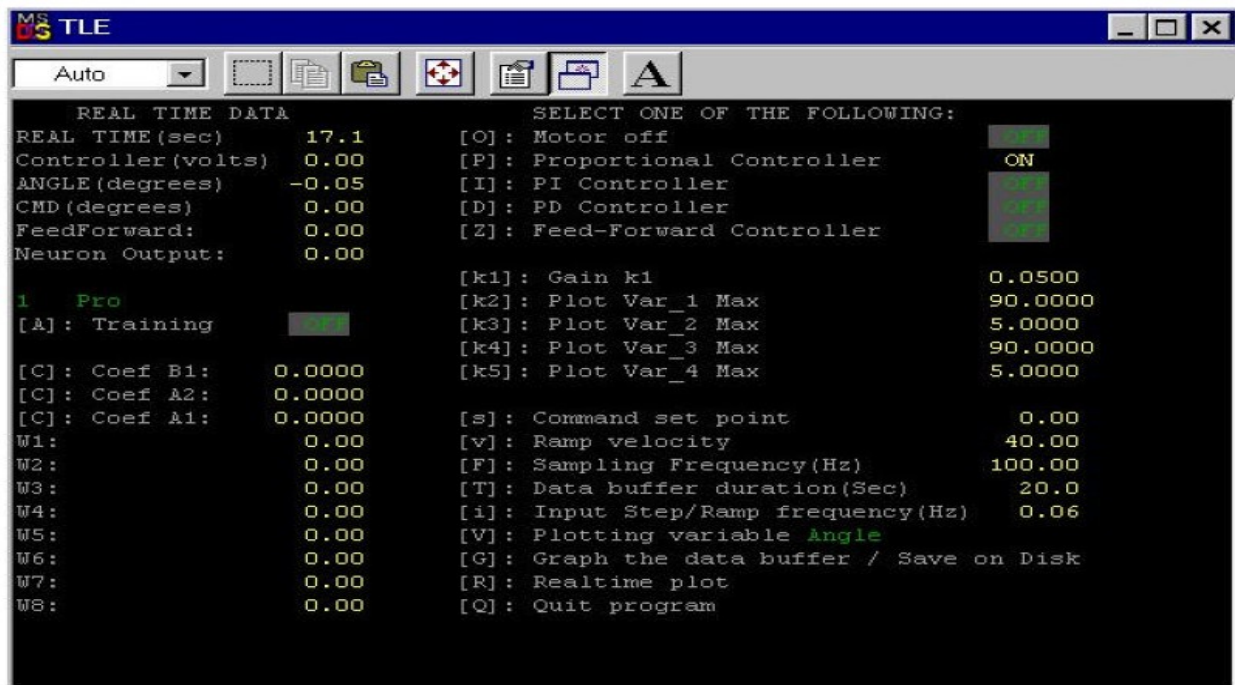 MS DOS TLE
Auto
A
REAL TIME DATA
REAL TIME(sec) 17.1
Controller(volts) 0.00
ANGLE(degrees) -0.05
CMD(degrees) 0.00
FeedForward: 0.00
Neuron Output: 0.00
1 Pro
[A]: Training OFF
[C]: Coef B1: 0.0000
[C]: Coef A2: 0.0000
[C]: Coef A1: 0.0000
W1: 0.00
W2: 0.00
W3: 0.00
W4: 0.00
W5: 0.00
W6: 0.00
W7: 0.00
W8: 0.00
SELECT ONE OF THE FOLLOWING:
[O]: Motor off OFF
[P]: Proportional Controller ON
[I]: PI Controller OFF
[D]: PD Controller OFF
[Z]: Feed-Forward Controller OFF
[k1]: Gain k1 0.0500
[k2]: Plot Var_1 Max 90.0000
[k3]: Plot Var_2 Max 5.0000
[k4]: Plot Var_3 Max 90.0000
[k5]: Plot Var_4 Max 5.0000
[s]: Command set point 0.00
[v]: Ramp velocity 40.00
[F]: Sampling Frequency(Hz) 100.00
[T]: Data buffer duration(Sec) 20.0
[i]: Input Step/Ramp frequency(Hz) 0.06
[V]: Plotting variable Angle
[G]: Graph the data buffer / Save on Disk
[R]: Realtime plot
[Q]: Quit program